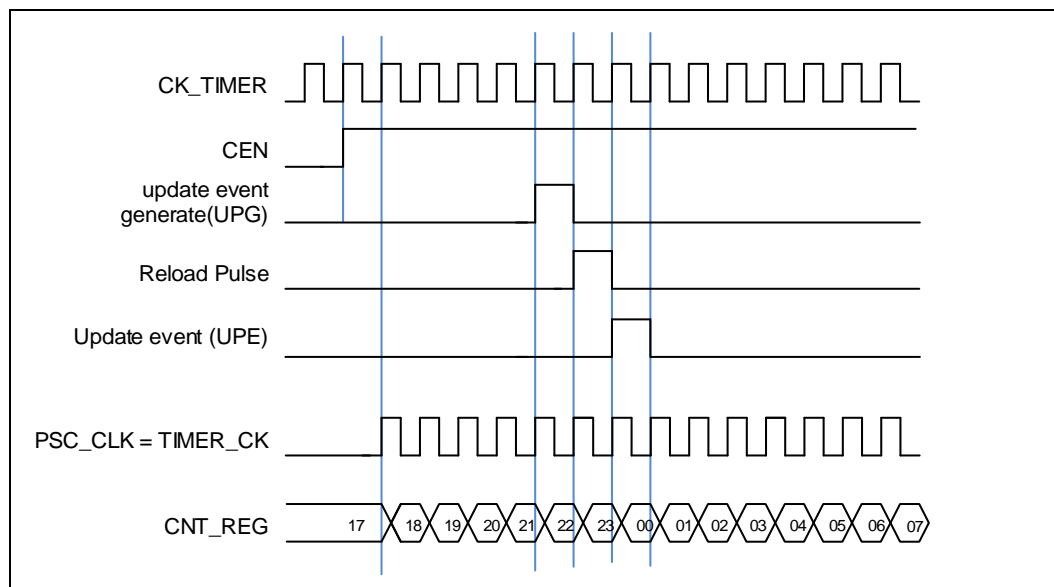 CK_TIMER
CEN
update event
generate(UPG)
Reload Pulse
Update event (UPE)
PSC_CLK = TIMER_CK
CNT_REG 17 18 19 20 21 22 23 00 01 02 03 04 05 06 07